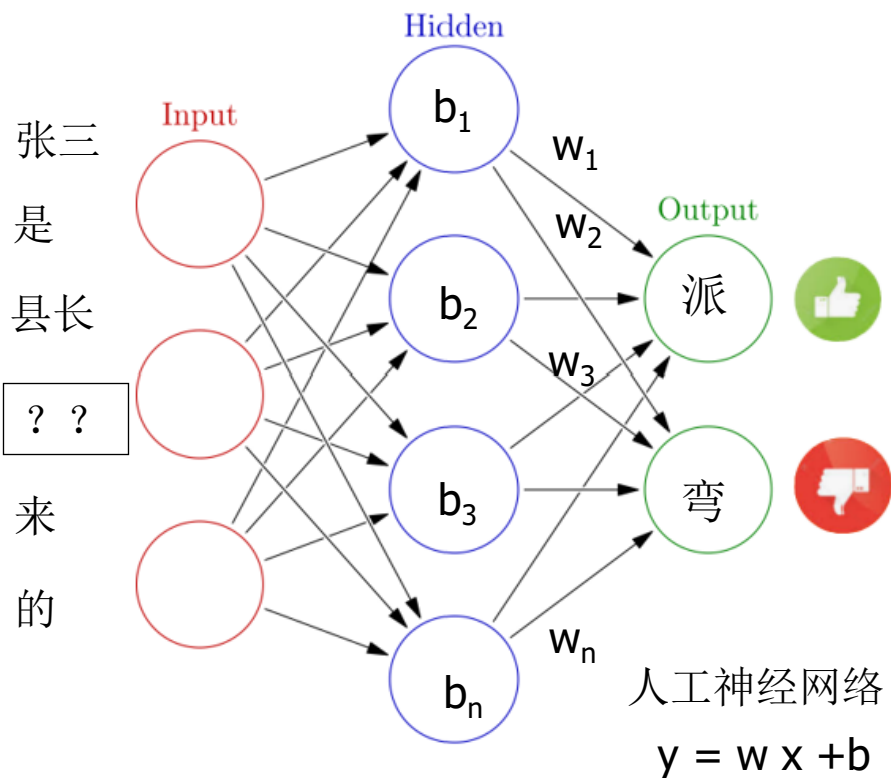 Hidden
Input
Output
张三
是
县长
？？
来
的
b₁
b₂
b₃
bₙ
w₁
w₂
w₃
wₙ
派
弯
人工神经网络
y = w x +b